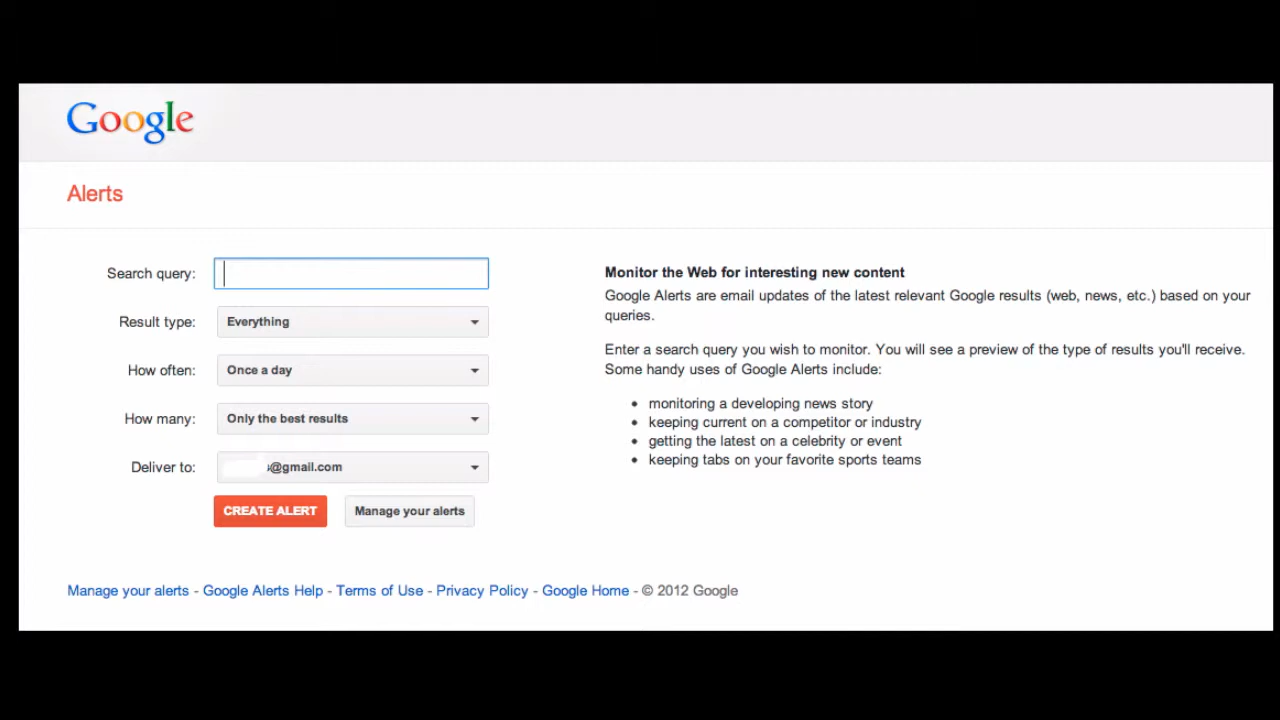 Google
Alerts
Search query:
Result type: Everything
How often: Once a day
How many: Only the best results
Deliver to: @gmail.com
CREATE ALERT Manage your alerts
Monitor the Web for interesting new content
Google Alerts are email updates of the latest relevant Google results (web, news, etc.) based on your
queries.
Enter a search query you wish to monitor. You will see a preview of the type of results you'll receive.
Some handy uses of Google Alerts include:
• monitoring a developing news story
• keeping current on a competitor or industry
• getting the latest on a celebrity or event
• keeping tabs on your favorite sports teams
Manage your alerts - Google Alerts Help - Terms of Use - Privacy Policy - Google Home - © 2012 Google